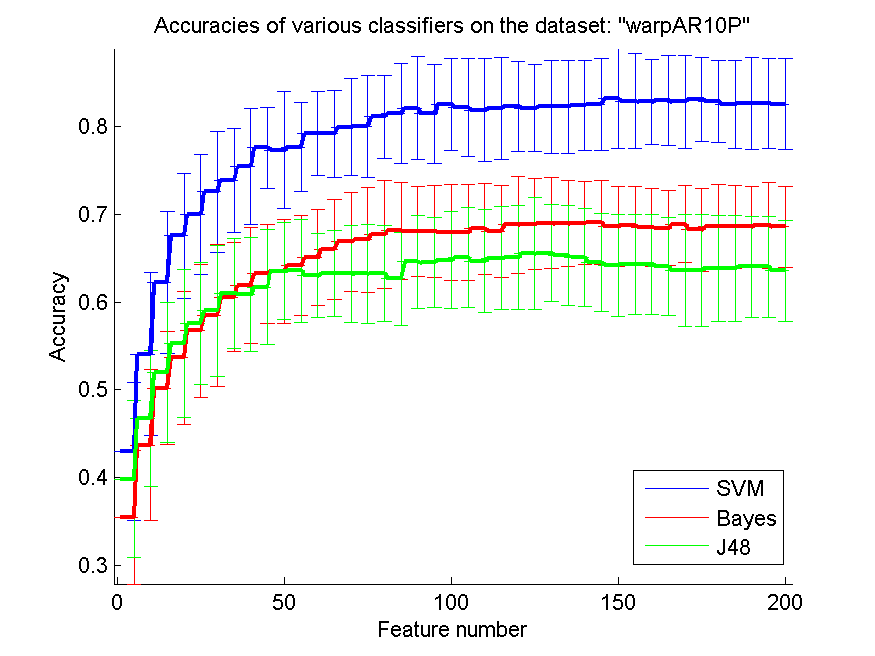 Accuracies of various classifiers on the dataset: "warpAR10P"
0.8
0.7
0.6
0.5
0.4
0.3
Accuracy
SVM
Bayes
J48
0 50 100 150 200
Feature number